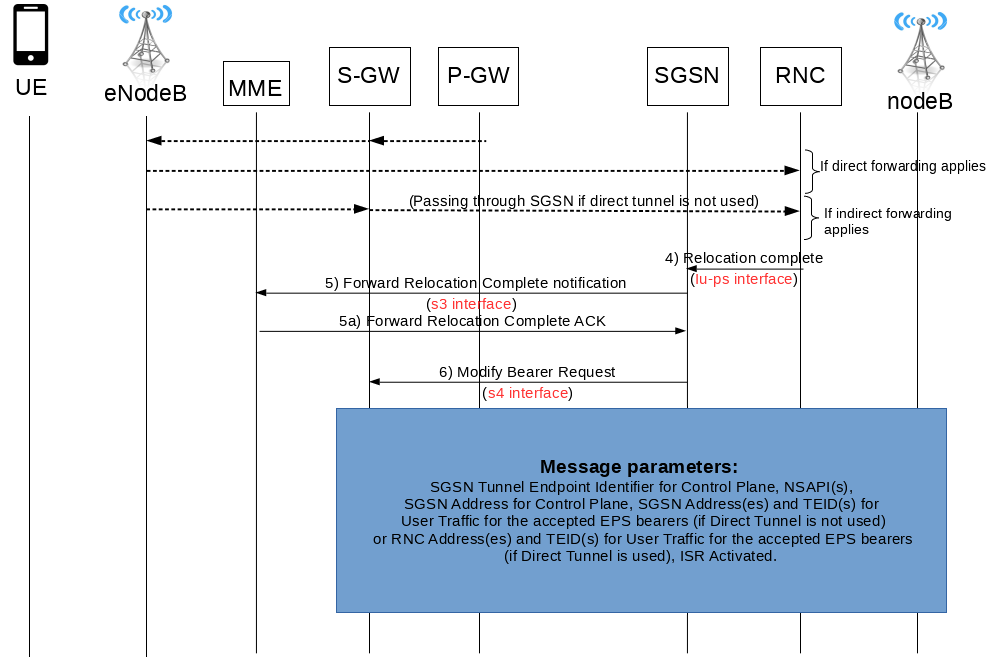 UE
eNodeB
MME
S-GW
P-GW
SGSN
RNC
nodeB
If direct forwarding applies
(Passing through SGSN if direct tunnel is not used)
If indirect forwarding
applies
4) Relocation complete
(Iu-ps interface)
5) Forward Relocation Complete notification
(s3 interface)
5a) Forward Relocation Complete ACK
6) Modify Bearer Request
(s4 interface)
Message parameters:
SGSN Tunnel Endpoint Identifier for Control Plane, NSAPI(s),
SGSN Address for Control Plane, SGSN Address(es) and TEID(s) for
User Traffic for the accepted EPS bearers (if Direct Tunnel is not used)
or RNC Address(es) and TEID(s) for User Traffic for the accepted EPS bearers
(if Direct Tunnel is used), ISR Activated.